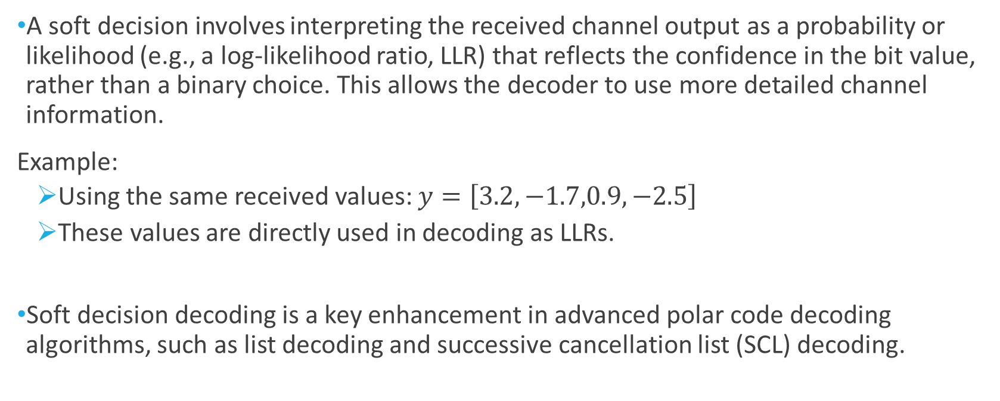 •A soft decision involves interpreting the received channel output as a probability or
likelihood (e.g., a log-likelihood ratio, LLR) that reflects the confidence in the bit value,
rather than a binary choice. This allows the decoder to use more detailed channel
information.
Example:
➢Using the same received values: 𝑦 = [3.2, −1.7,0.9, −2.5]
➢These values are directly used in decoding as LLRs.
•Soft decision decoding is a key enhancement in advanced polar code decoding
algorithms, such as list decoding and successive cancellation list (SCL) decoding.